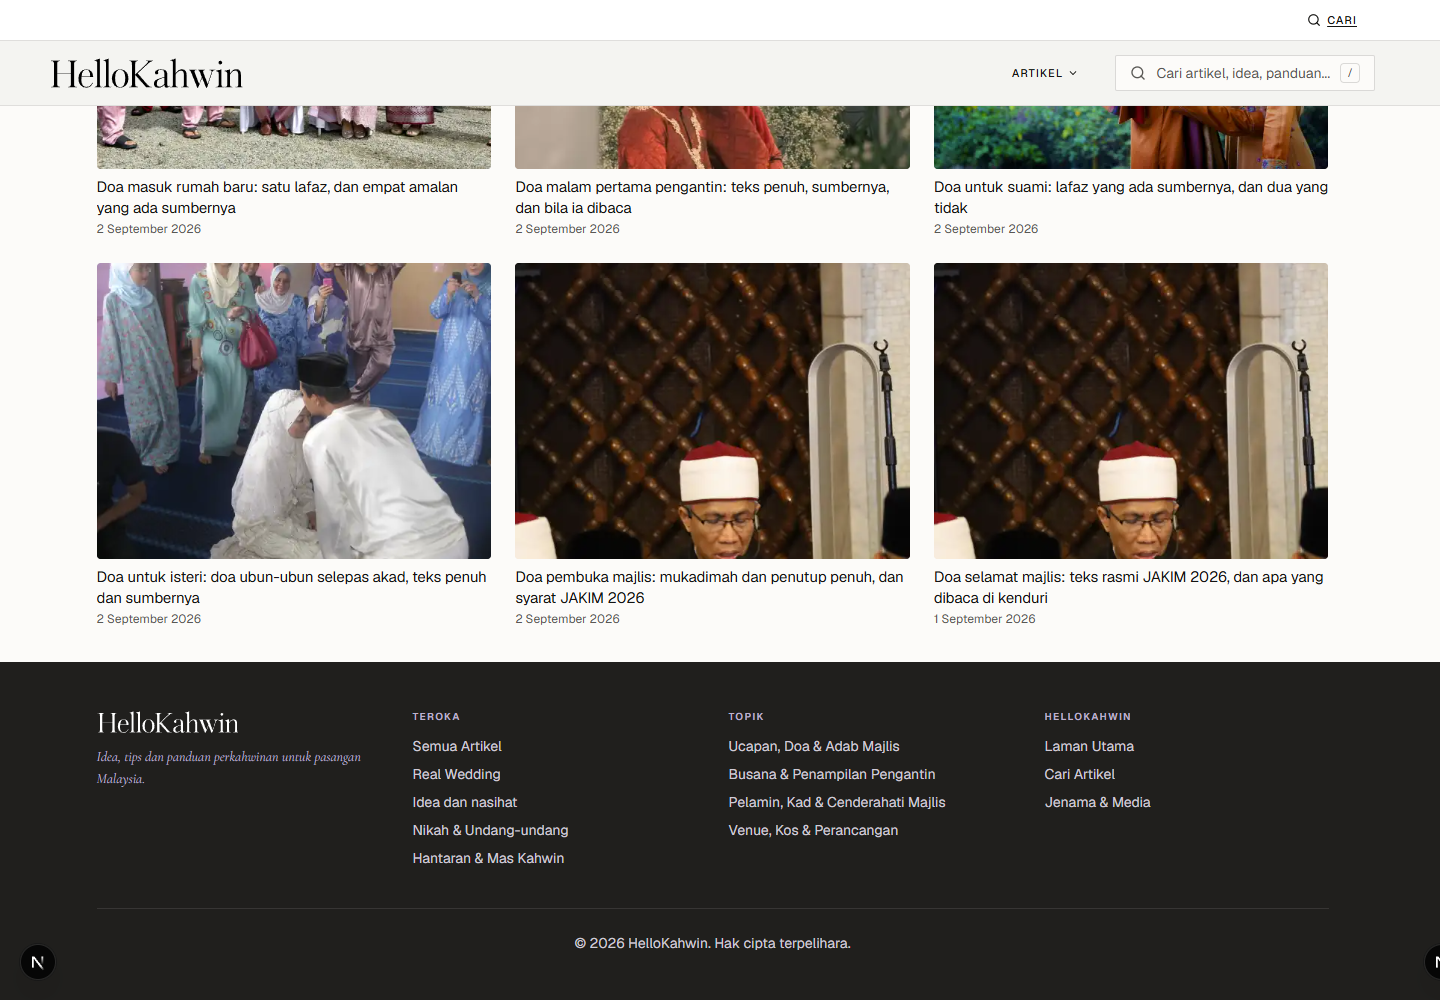 CARI
HelloKahwin
ARTIKEL
Cari artikel, idea, panduan...
/
Doa masuk rumah baru: satu lafaz, dan empat amalan
yang ada sumbernya
2 September 2026
Doa malam pertama pengantin: teks penuh, sumbernya,
dan bila ia dibaca
2 September 2026
Doa untuk suami: lafaz yang ada sumbernya, dan dua yang
tidak
2 September 2026
Doa untuk isteri: doa ubun-ubun selepas akad, teks penuh
dan sumbernya
2 September 2026
Doa pembuka majlis: mukadimah dan penutup penuh, dan
syarat JAKIM 2026
2 September 2026
Doa selamat majlis: teks rasmi JAKIM 2026, dan apa yang
dibaca di kenduri
1 September 2026
HelloKahwin
Idea, tips dan panduan perkahwinan untuk pasangan
Malaysia.
TEROKA
Semua Artikel
Real Wedding
Idea dan nasihat
Nikah & Undang-undang
Hantaran & Mas Kahwin
TOPIK
Ucapan, Doa & Adab Majlis
Busana & Penampilan Pengantin
Pelamin, Kad & Cenderahati Majlis
Venue, Kos & Perancangan
HELLOKAHWIN
Laman Utama
Cari Artikel
Jenama & Media
© 2026 HelloKahwin. Hak cipta terpelihara.
N
N